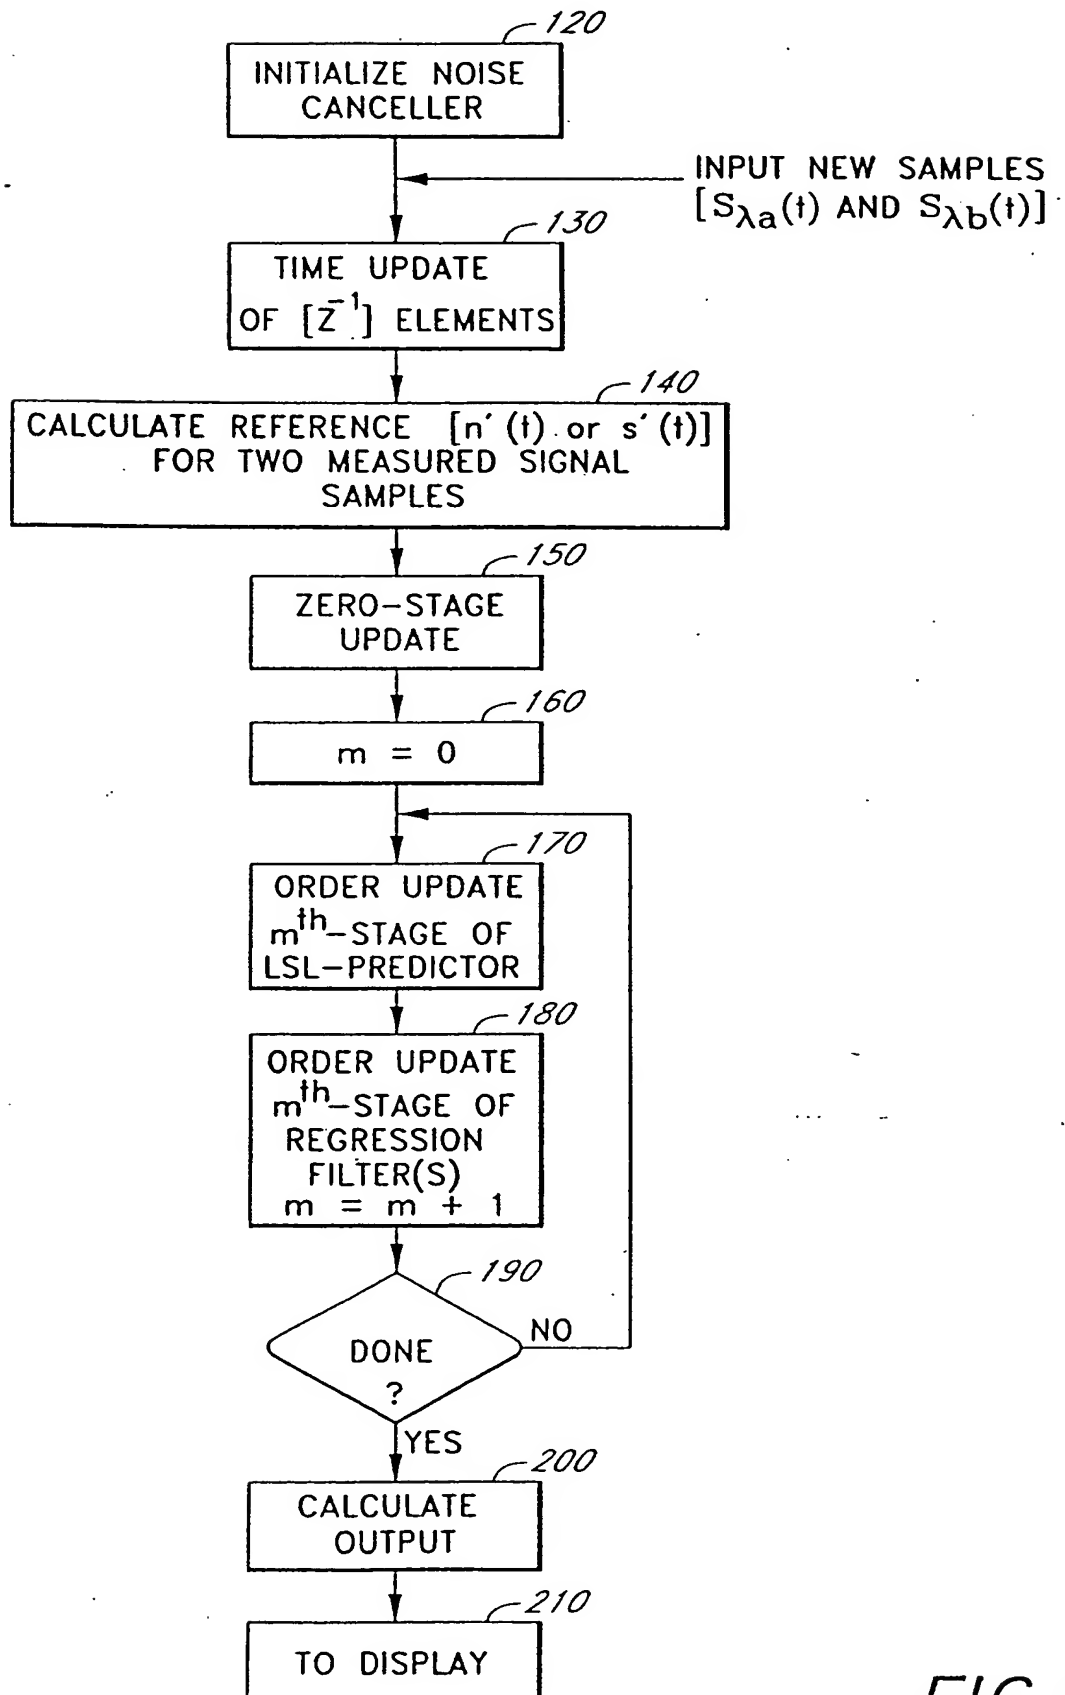 120
INITIALIZE NOISE
CANCELLER
INPUT NEW SAMPLES
[Sλa(t) AND Sλb(t)]
130
TIME UPDATE
OF [Z⁻¹] ELEMENTS
140
CALCULATE REFERENCE [n′(t) or s′(t)]
FOR TWO MEASURED SIGNAL
SAMPLES
150
ZERO-STAGE
UPDATE
160
m = 0
170
ORDER UPDATE
mth-STAGE OF
LSL-PREDICTOR
180
ORDER UPDATE
mth-STAGE OF
REGRESSION
FILTER(S)
m = m + 1
190
DONE
?
NO
YES
200
CALCULATE
OUTPUT
210
TO DISPLAY
FIG